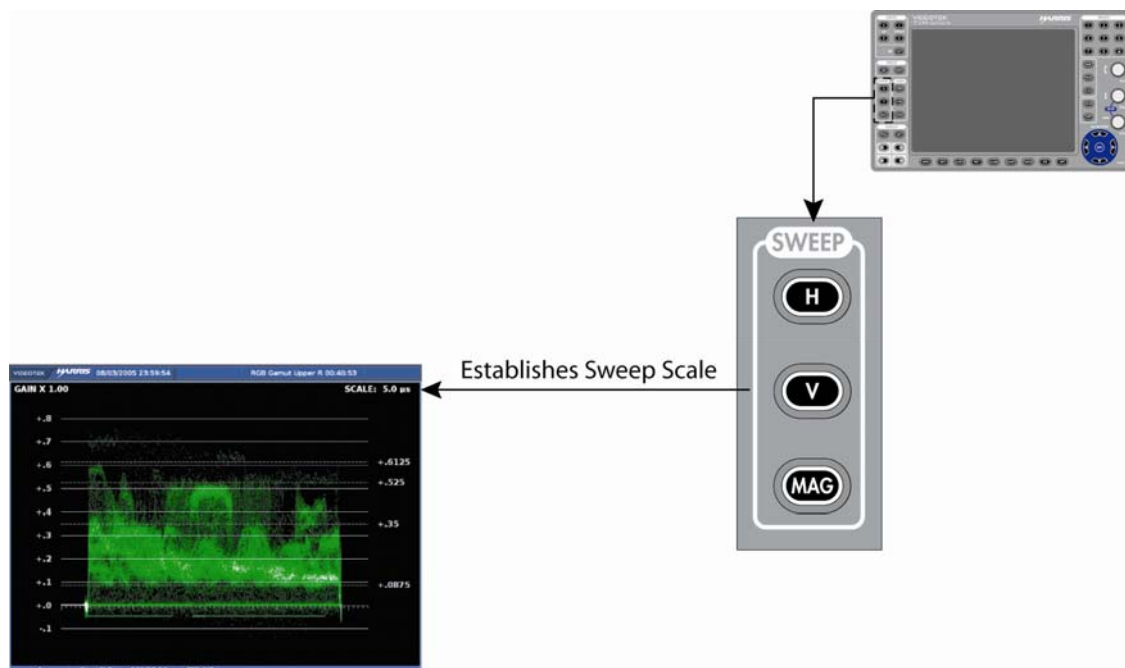 VIDEOTEK
HARRIS
SWEEP
H
V
MAG
Establishes Sweep Scale
VIDEOTEK HARRIS 08/03/2005 23:59:54 RGB Gamut Upper R 00:40:53
GAIN X 1.00 SCALE: 5.0 µs
+.8
+.7
+.6 +.6125
+.5 +.525
+.4
+.3 +.35
+.2
+.1 +.0875
+.0
-.1